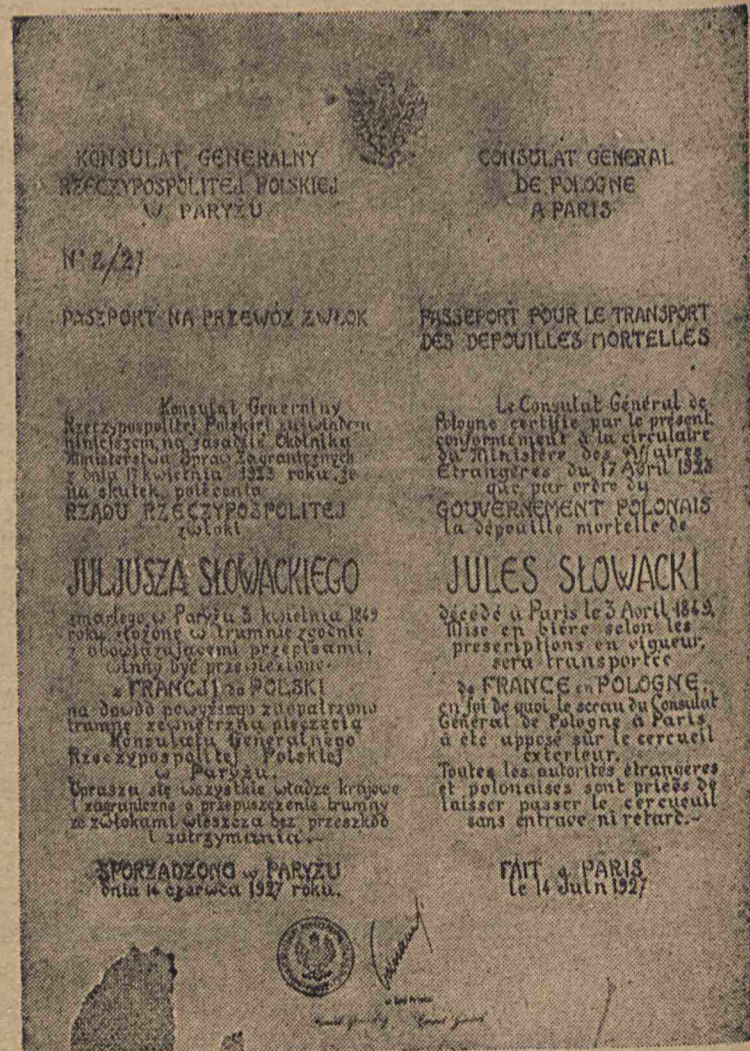 KONSULAT GENERALNY
RZECZYPOSPOLITEJ POLSKIEJ
W PARYŻU
Nº 2/27
PASZPORT NA PRZEWÓZ ZWŁOK
Konsulat Generalny
Rzeczypospolitej Polskiej zaświadcza
niniejszem, na zasadzie Okólnika
Ministerstwa Spraw Zagranicznych
z dnia 17 kwietnia 1923 roku, że
na skutek polecenia
RZĄDU RZECZYPOSPOLITEJ
zwłoki
JULJUSZA SŁOWACKIEGO
zmarłego w Paryżu 3 kwietnia 1849
roku, złożone w trumnie zgodnie
z obowiązującemi przepisami,
winny być przewiezione
z FRANCJI do POLSKI
na dowód powyższego zaopatrzono
trumnę zewnętrzną pieczęcią
Konsulatu Generalnego
Rzeczypospolitej Polskiej
w Paryżu.
Uprasza się wszystkie władze krajowe
i zagraniczne o przepuszczenie trumny
ze zwłokami wieszcza bez przeszkód
i zatrzymania.-
SPORZĄDZONO w PARYŻU
dnia 14 czerwca 1927 roku.
CONSULAT GENERAL
DE POLOGNE
A PARIS
PASSEPORT POUR LE TRANSPORT
DES DEPOUILLES MORTELLES
Le Consulat Général de
Pologne certifie par le présent,
conformément à la circulaire
du Ministère des Affaires
Etrangères du 17 Avril 1923
que par ordre du
GOUVERNEMENT POLONAIS
la dépouille mortelle de
JULES SŁOWACKI
décédé à Paris le 3 Avril 1849,
Mise en bière selon les
prescriptions en vigueur,
sera transportée
de FRANCE en POLOGNE.
en foi de quoi le sceau du Consulat
Général de Pologne à Paris
a été apposé sur le cercueil
extérieur.
Toutes les autorités étrangères
et polonaises sont priées de
laisser passer le cercueil
sans entrave ni retard.-
FAIT à PARIS
le 14 Juin 1927